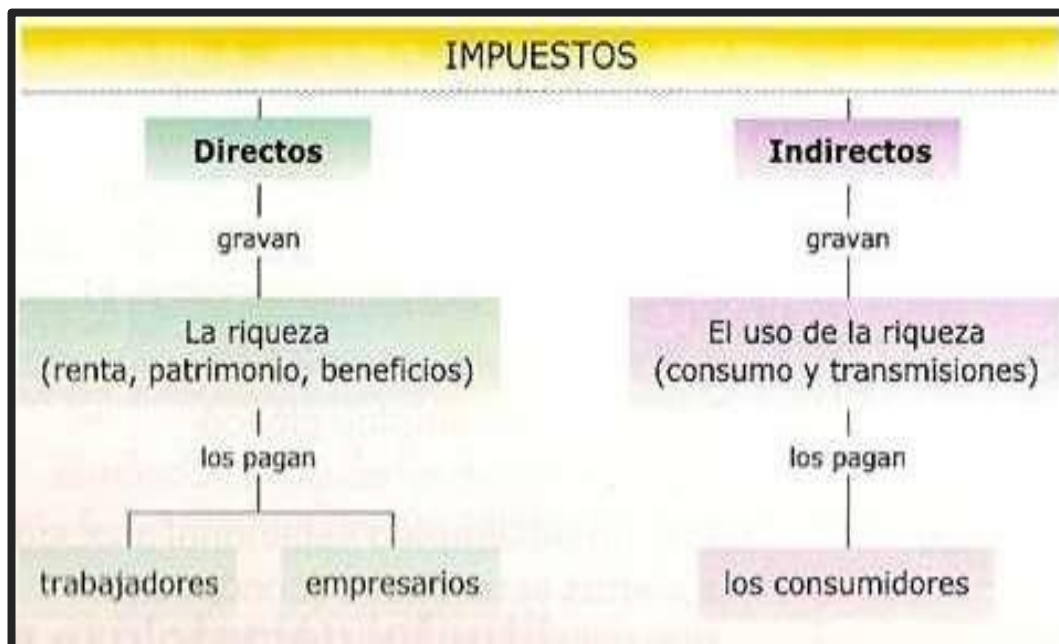 IMPUESTOS
Directos
gravan
La riqueza
(renta, patrimonio, beneficios)
los pagan
trabajadores
empresarios
Indirectos
gravan
El uso de la riqueza
(consumo y transmisiones)
los pagan
los consumidores